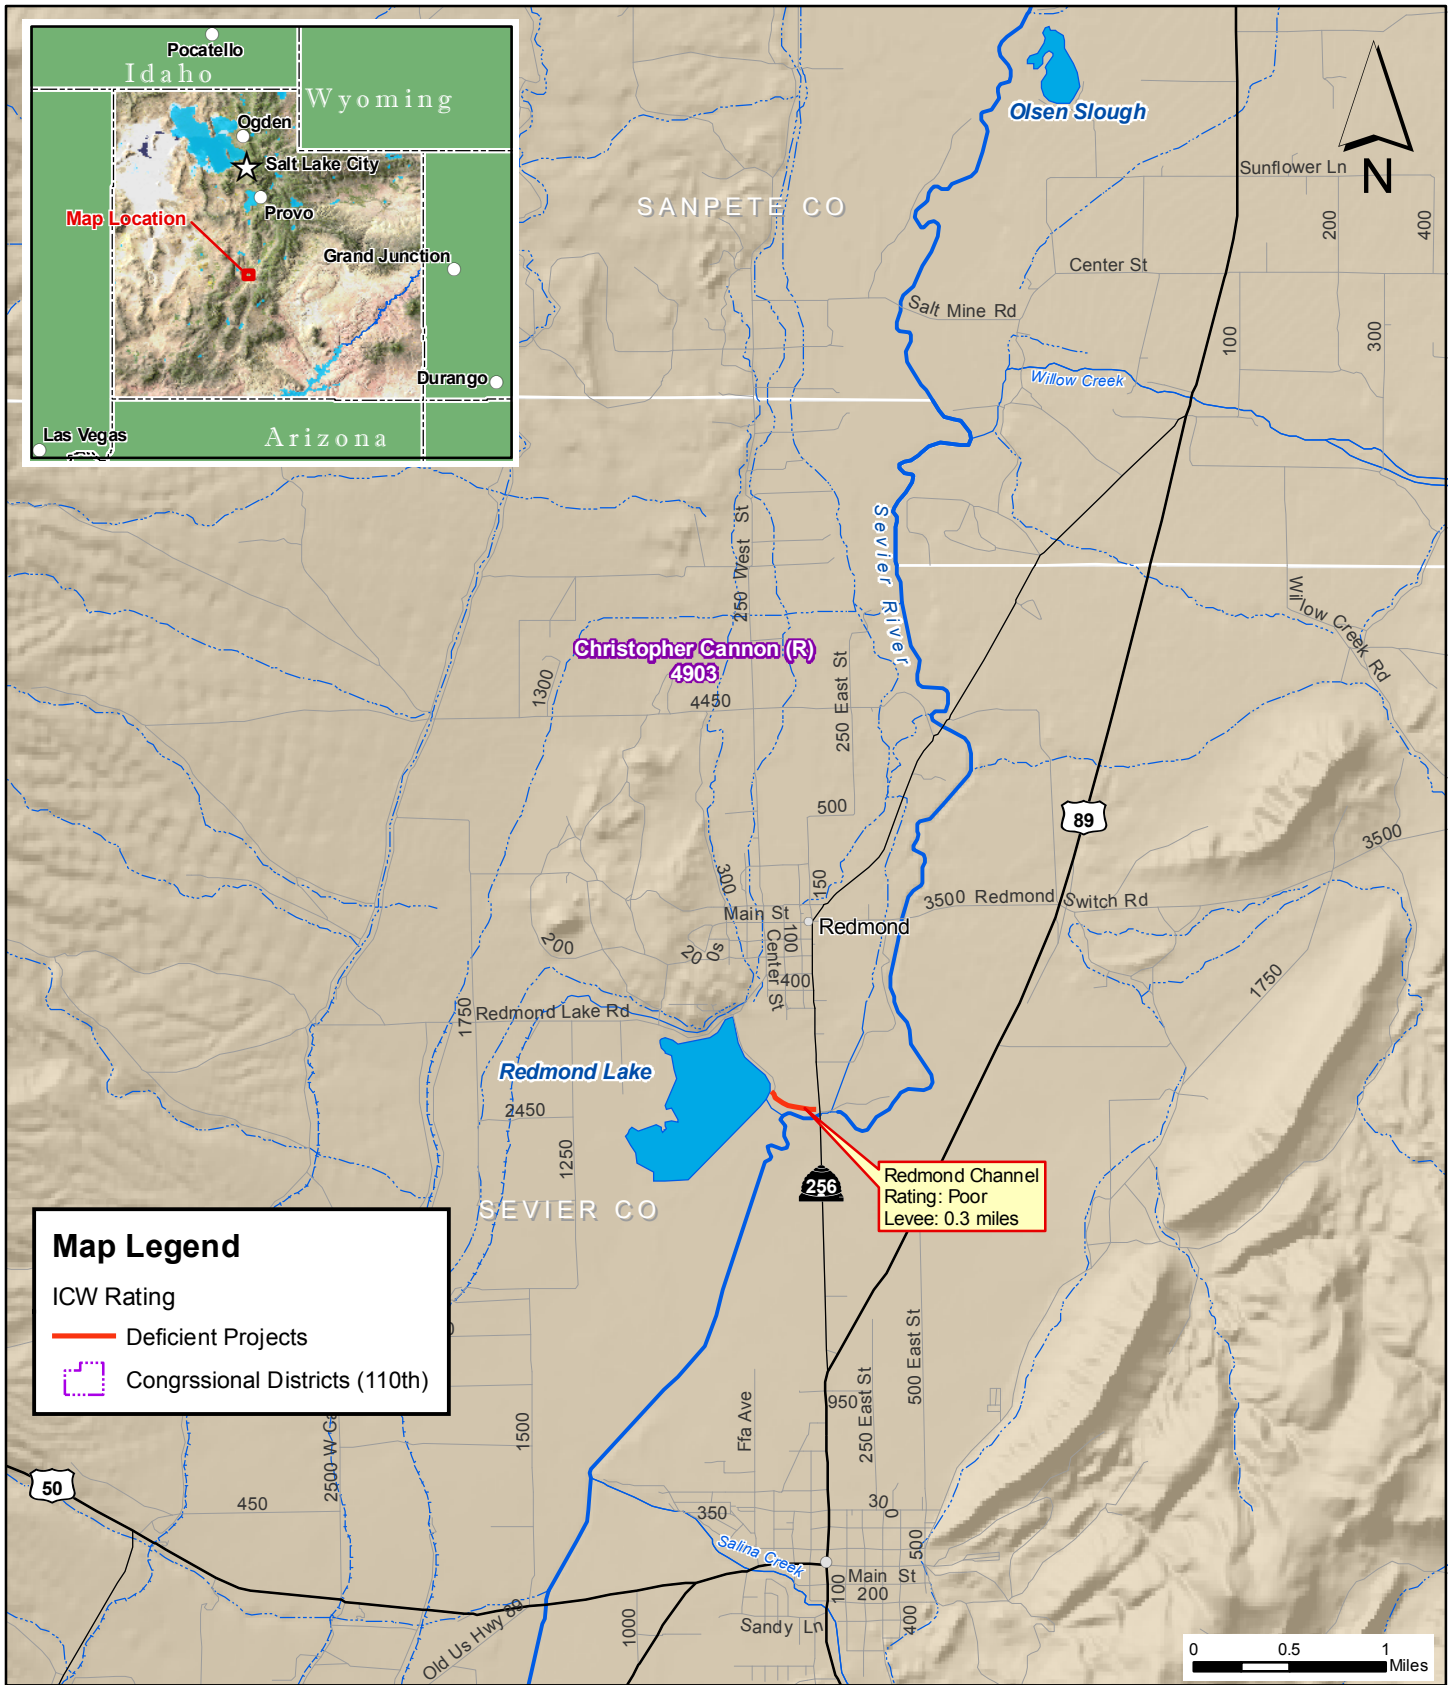 Pocatello
Idaho
Wyoming
Ogden
Salt Lake City
Provo
Map Location
Grand Junction
Durango
Las Vegas
Arizona
Olsen Slough
N
Sunflower Ln
200
400
SANPETE CO
Center St
Salt Mine Rd
100
300
Willow Creek
250 West St
Sevier River
Willow Creek Rd
Christopher Cannon (R)
4903
1300
4450
250 East St
500
89
3500
300
150
Main St
3500 Redmond Switch Rd
Redmond
100
Center St
200
200s
400
1750
1750
Redmond Lake Rd
Redmond Lake
2450
1250
256
Redmond Channel
Rating: Poor
Levee: 0.3 miles
SEVIER CO
Map Legend
ICW Rating
Deficient Projects
Congrssional Districts (110th)
500 East St
250 East St
950
Ffa Ave
1500
2500 W
50
450
350
300
500
Salina Creek
Main St
200
100
400
Sandy Ln
1000
Old Us Hwy 89
0 0.5 1
Miles